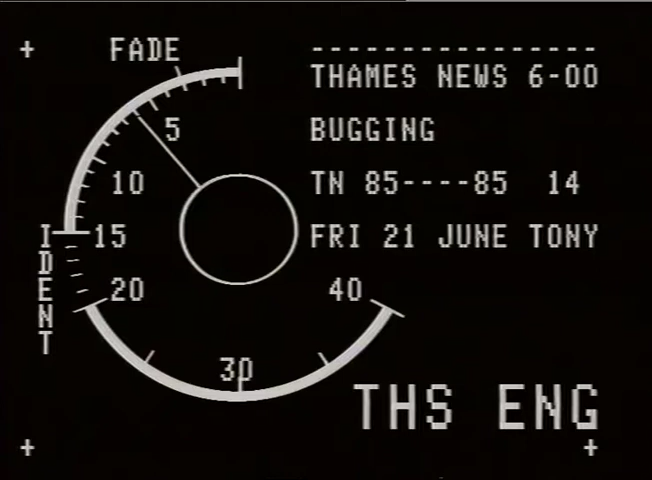 FADE
----------------
THAMES NEWS 6-00
5
BUGGING
10
TN 85----85 14
15
FRI 21 JUNE TONY
IDENT
20
40
30
THS ENG